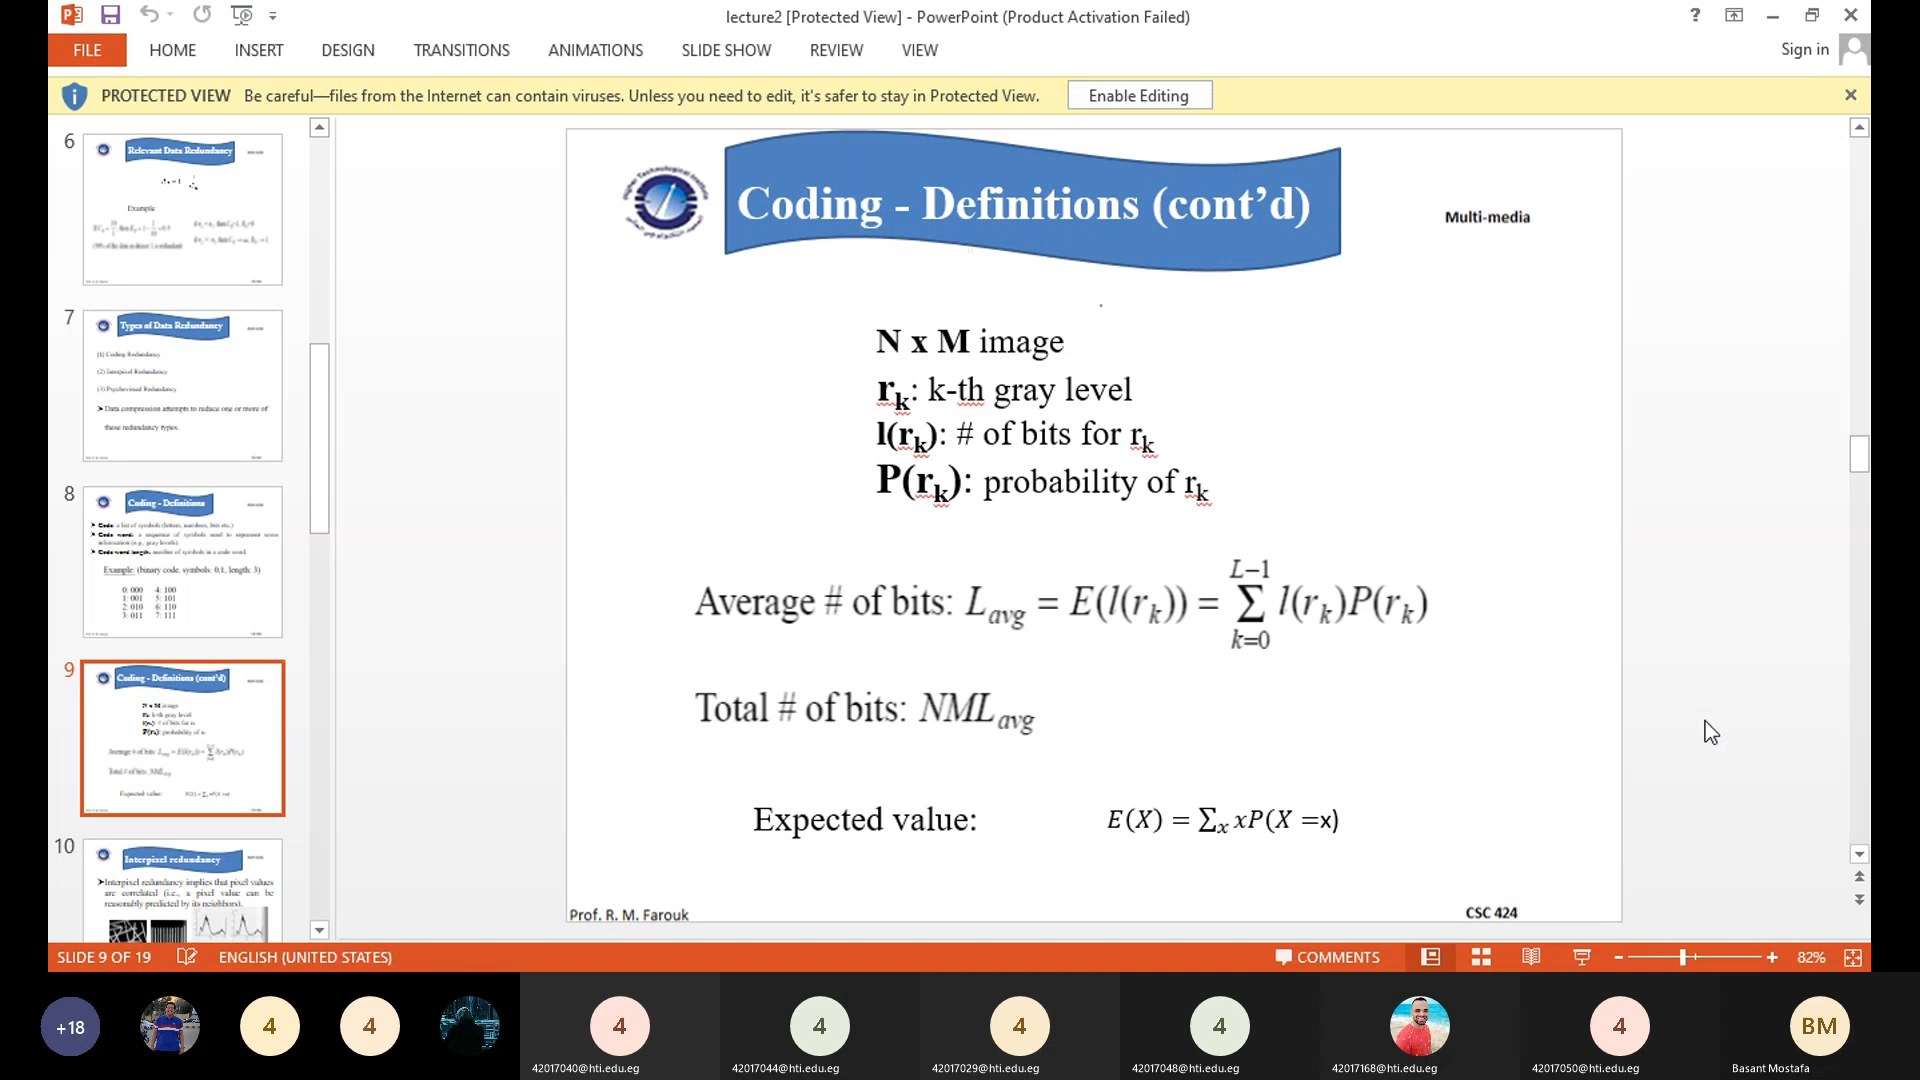 lecture2 [Protected View] - PowerPoint (Product Activation Failed)
FILE HOME INSERT DESIGN TRANSITIONS ANIMATIONS SLIDE SHOW REVIEW VIEW Sign in
PROTECTED VIEW Be careful—files from the Internet can contain viruses. Unless you need to edit, it's safer to stay in Protected View. Enable Editing
6
Relevant Data Redundancy
Example
7
Types of Data Redundancy
(1) Coding Redundancy
(2) Interpixel Redundancy
(3) Psychovisual Redundancy
➤ Data compression attempts to reduce one or more of
these redundancy types.
8
Coding - Definitions
➤ Code: a list of symbols (letters, numbers, bits etc.)
➤ Code word: a sequence of symbols used to represent some
information (e.g., gray levels).
➤ Code word length: number of symbols in a code word.
Example: (binary code, symbols: 0,1, length: 3)
0: 000 4: 100
1: 001 5: 101
2: 010 6: 110
3: 011 7: 111
9
Coding - Definitions (cont'd)
N x M image
Expected value:
10
Interpixel redundancy
➤Interpixel redundancy implies that pixel values
are correlated (i.e., a pixel value can be
reasonably predicted by its neighbors).
Coding - Definitions (cont’d)
Multi-media
N x M image
r_k: k-th gray level
l(r_k): # of bits for r_k
P(r_k): probability of r_k
Average # of bits: L_avg = E(l(r_k)) = Σ_{k=0}^{L−1} l(r_k)P(r_k)
Total # of bits: NML_avg
Expected value: E(X) = ∑_x xP(X =x)
Prof. R. M. Farouk CSC 424
SLIDE 9 OF 19 ENGLISH (UNITED STATES) COMMENTS 82%
+18 4 4 4 4 4 4 4 BM
42017040@hti.edu.eg 42017044@hti.edu.eg 42017029@hti.edu.eg 42017048@hti.edu.eg 42017168@hti.edu.eg 42017050@hti.edu.eg Basant Mostafa